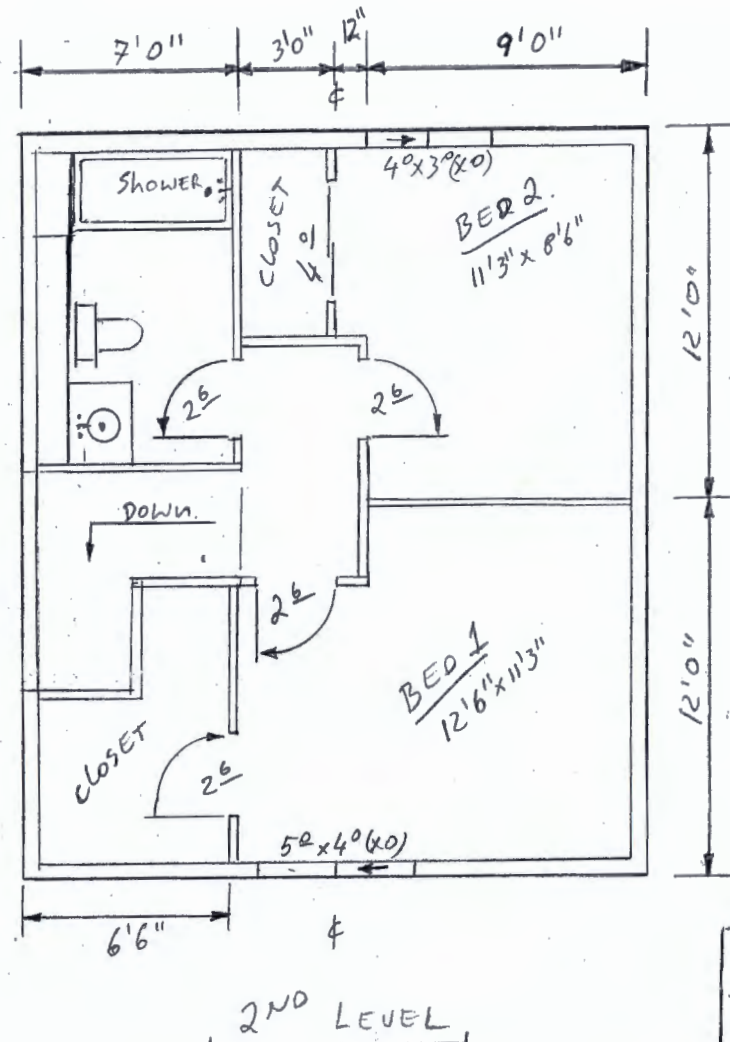 7'0"
3'0"
12"
9'0"
₵
4⁰x3⁰(XO)
SHOWER
CLOSET
4⁰
BED 2.
11'3" x 8'6"
12'0"
2⁶
2⁶
DOWN.
2⁶
BED 1
12'6" x 11'3"
12'0"
CLOSET
2⁶
5⁰x4⁰(XO)
6'6"
₵
2ND LEVEL